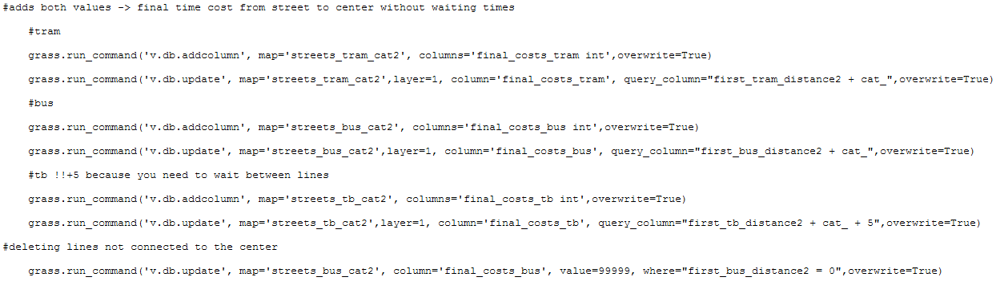 #adds both values -> final time cost from street to center without waiting times
#tram
grass.run_command('v.db.addcolumn', map='streets_tram_cat2', columns='final_costs_tram int',overwrite=True)
grass.run_command('v.db.update', map='streets_tram_cat2',layer=1, column='final_costs_tram', query_column="first_tram_distance2 + cat_",overwrite=True)
#bus
grass.run_command('v.db.addcolumn', map='streets_bus_cat2', columns='final_costs_bus int',overwrite=True)
grass.run_command('v.db.update', map='streets_bus_cat2',layer=1, column='final_costs_bus', query_column="first_bus_distance2 + cat_",overwrite=True)
#tb !!+5 because you need to wait between lines
grass.run_command('v.db.addcolumn', map='streets_tb_cat2', columns='final_costs_tb int',overwrite=True)
grass.run_command('v.db.update', map='streets_tb_cat2',layer=1, column='final_costs_tb', query_column="first_tb_distance2 + cat_ + 5",overwrite=True)
#deleting lines not connected to the center
grass.run_command('v.db.update', map='streets_bus_cat2', column='final_costs_bus', value=99999, where="first_bus_distance2 = 0",overwrite=True)